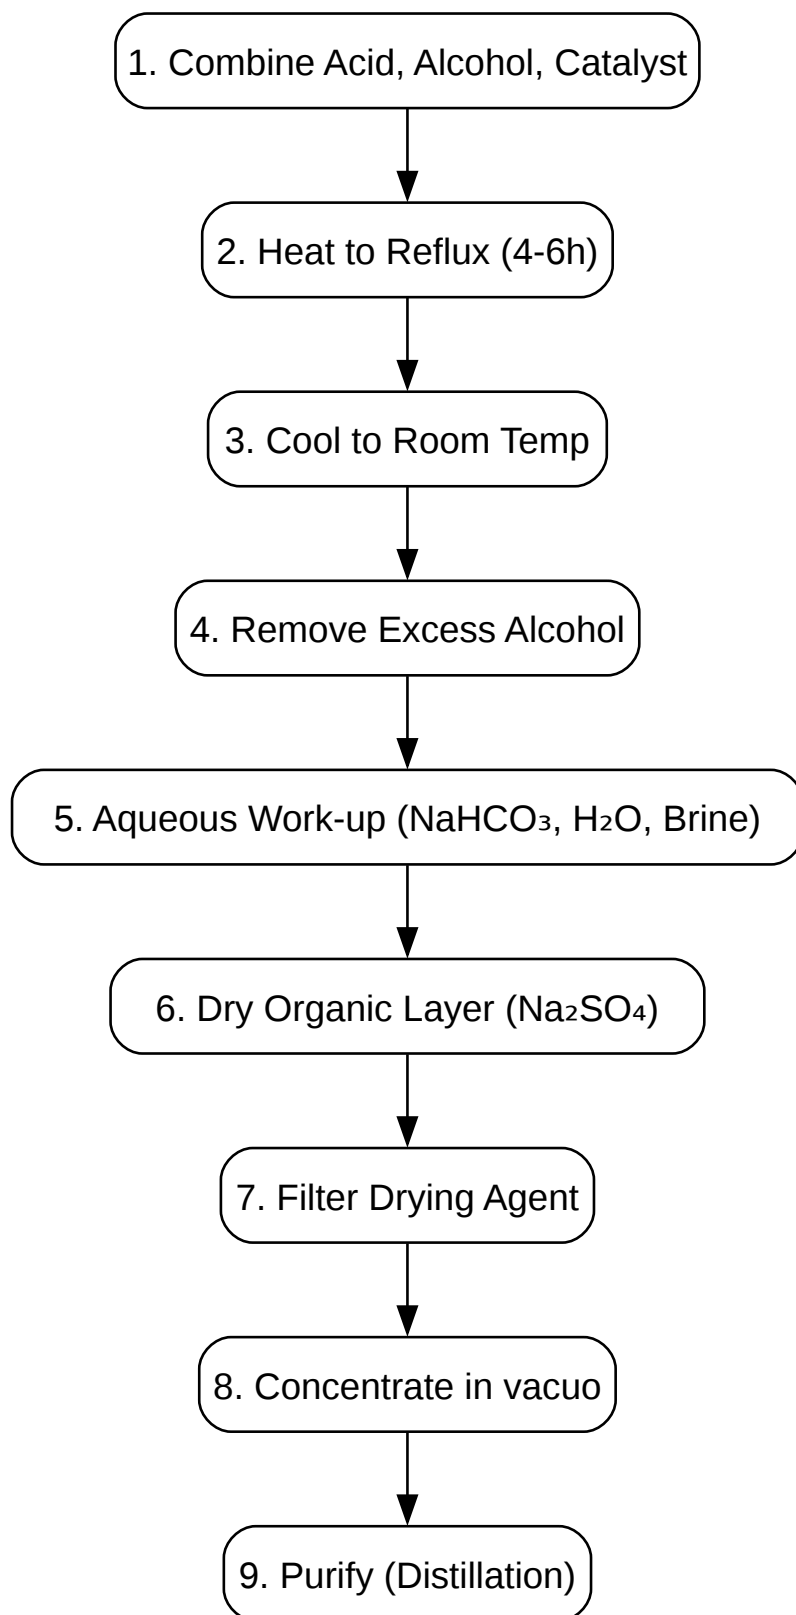 1. Combine Acid, Alcohol, Catalyst
2. Heat to Reflux (4-6h)
3. Cool to Room Temp
4. Remove Excess Alcohol
5. Aqueous Work-up (NaHCO₃, H₂O, Brine)
6. Dry Organic Layer (Na₂SO₄)
7. Filter Drying Agent
8. Concentrate in vacuo
9. Purify (Distillation)